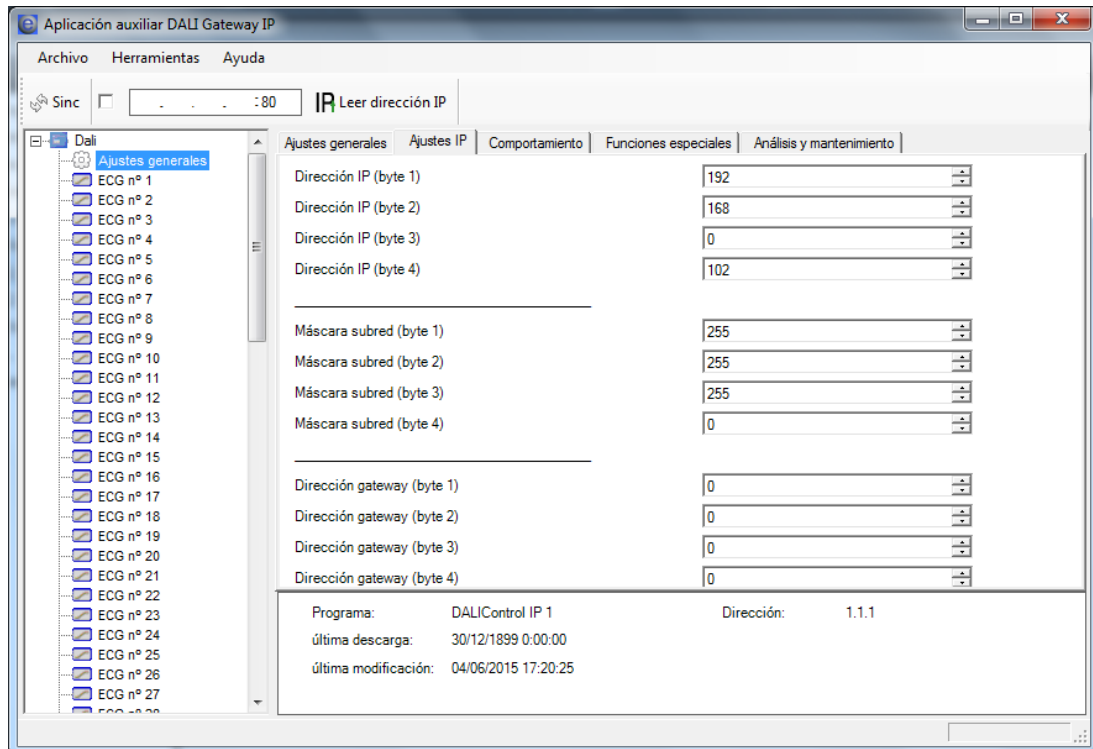 Aplicación auxiliar DALI Gateway IP
Archivo Herramientas Ayuda
Sinc . . . :80 IP Leer dirección IP
Dali
Ajustes generales
ECG nº 1
ECG nº 2
ECG nº 3
ECG nº 4
ECG nº 5
ECG nº 6
ECG nº 7
ECG nº 8
ECG nº 9
ECG nº 10
ECG nº 11
ECG nº 12
ECG nº 13
ECG nº 14
ECG nº 15
ECG nº 16
ECG nº 17
ECG nº 18
ECG nº 19
ECG nº 20
ECG nº 21
ECG nº 22
ECG nº 23
ECG nº 24
ECG nº 25
ECG nº 26
ECG nº 27
ECG nº 28
Ajustes generales Ajustes IP Comportamiento Funciones especiales Análisis y mantenimiento
Dirección IP (byte 1) 192
Dirección IP (byte 2) 168
Dirección IP (byte 3) 0
Dirección IP (byte 4) 102
Máscara subred (byte 1) 255
Máscara subred (byte 2) 255
Máscara subred (byte 3) 255
Máscara subred (byte 4) 0
Dirección gateway (byte 1) 0
Dirección gateway (byte 2) 0
Dirección gateway (byte 3) 0
Dirección gateway (byte 4) 0
Programa: DALIControl IP 1 Dirección: 1.1.1
última descarga: 30/12/1899 0:00:00
última modificación: 04/06/2015 17:20:25